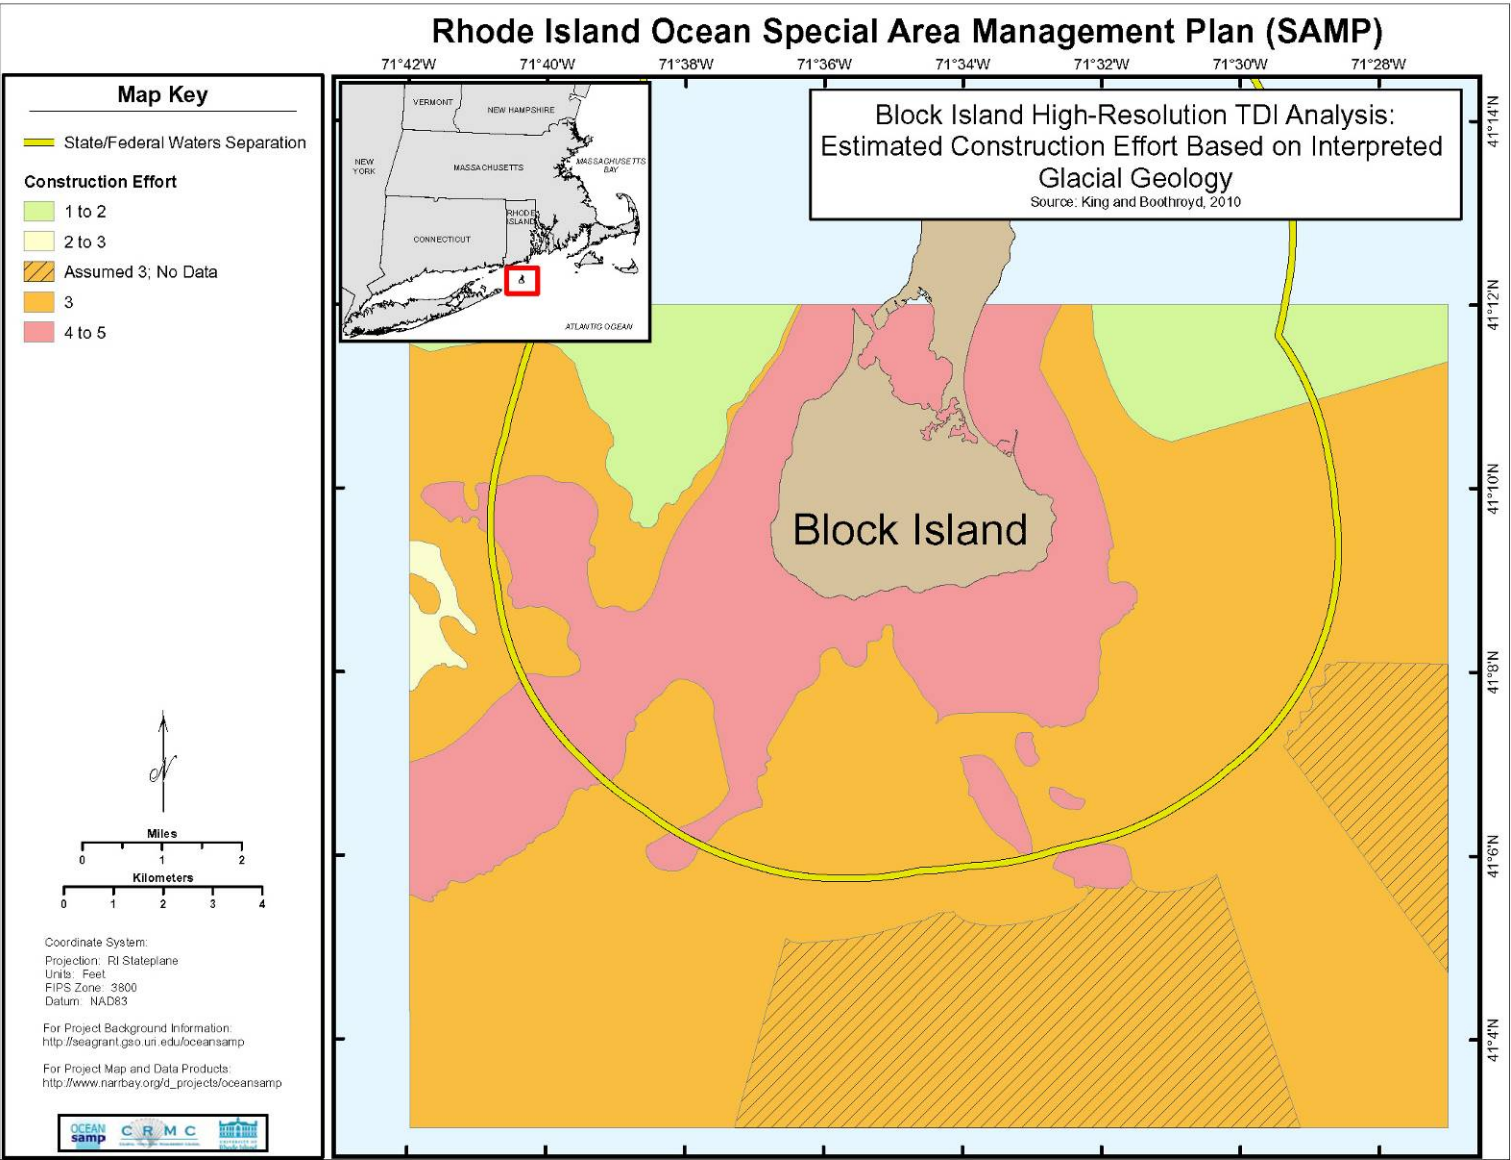 Rhode Island Ocean Special Area Management Plan (SAMP)
71°42'W 71°40'W 71°38'W 71°36'W 71°34'W 71°32'W 71°30'W 71°28'W
Map Key
State/Federal Waters Separation
Construction Effort
1 to 2
2 to 3
Assumed 3; No Data
3
4 to 5
Miles
0 1 2
Kilometers
0 1 2 3 4
Coordinate System:
Projection: RI Stateplane
Units: Feet
FIPS Zone: 3800
Datum: NAD83
For Project Background Information:
http://seagrant.gso.uri.edu/oceansamp
For Project Map and Data Products:
http://www.narrbay.org/d_projects/oceansamp
OCEAN
samp
CRMC
VERMONT
NEW HAMPSHIRE
NEW
YORK
MASSACHUSETTS
MASSACHUSETTS
BAY
RHODE
ISLAND
CONNECTICUT
ATLANTIC OCEAN
Block Island High-Resolution TDI Analysis:
Estimated Construction Effort Based on Interpreted
Glacial Geology
Source: King and Boothroyd, 2010
Block Island
41°14'N
41°12'N
41°10'N
41°8'N
41°6'N
41°4'N